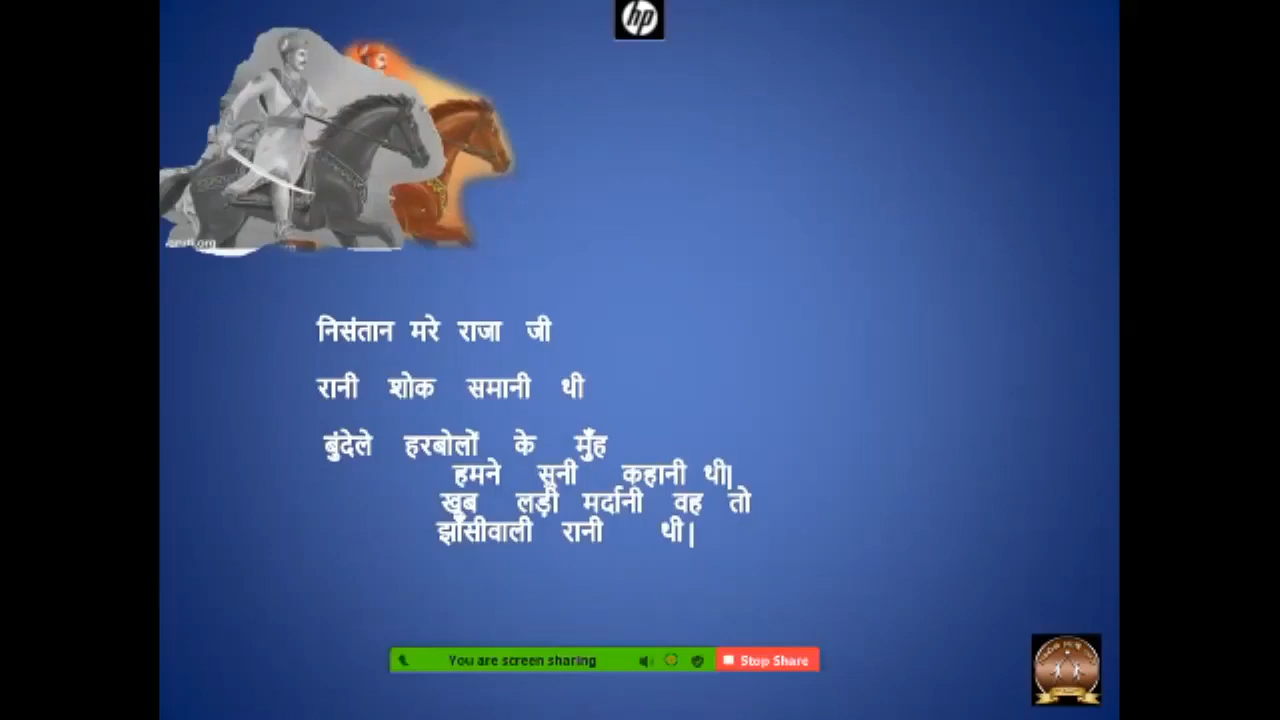 hp
निसंतान मरे राजा जी
रानी शोक समानी थी
बुंदेले हरबोलों के मुँह
हमने सुनी कहानी थी|
खूब लड़ी मर्दानी वह तो
झाँसीवाली रानी थी|
You are screen sharing Stop Share